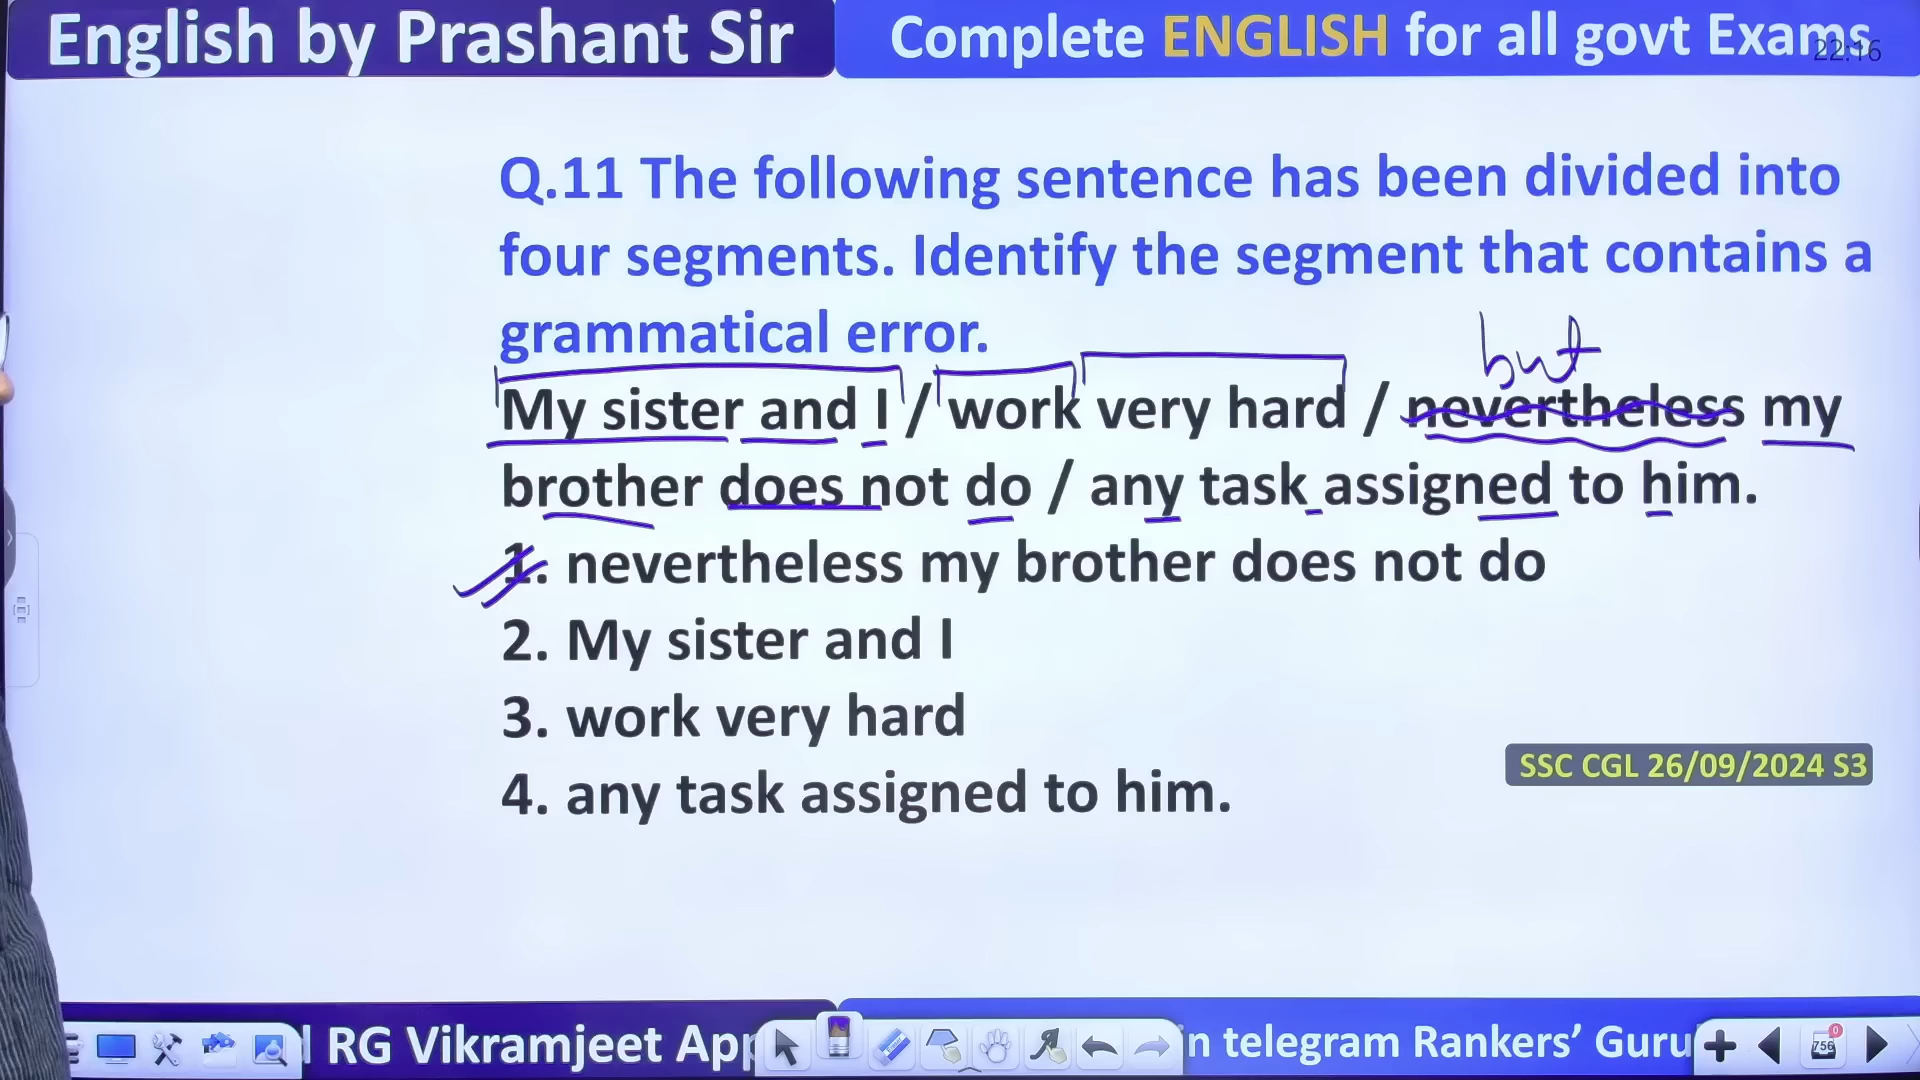 English by Prashant Sir
Complete ENGLISH for all govt Exams
22:16
Q.11 The following sentence has been divided into
four segments. Identify the segment that contains a
grammatical error.
but
My sister and I / work very hard / nevertheless my
brother does not do / any task assigned to him.
1. nevertheless my brother does not do
2. My sister and I
3. work very hard
4. any task assigned to him.
SSC CGL 26/09/2024 S3
RG Vikramjeet App
in telegram Rankers’ Guru
0
756